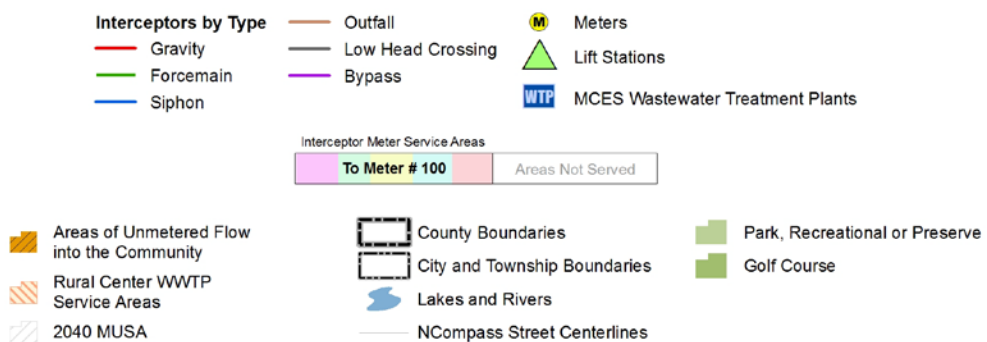 Interceptors by Type
Gravity
Forcemain
Siphon
Outfall
Low Head Crossing
Bypass
M Meters
Lift Stations
WTP MCES Wastewater Treatment Plants
Interceptor Meter Service Areas
To Meter # 100
Areas Not Served
Areas of Unmetered Flow
into the Community
Rural Center WWTP
Service Areas
2040 MUSA
County Boundaries
City and Township Boundaries
Lakes and Rivers
NCompass Street Centerlines
Park, Recreational or Preserve
Golf Course